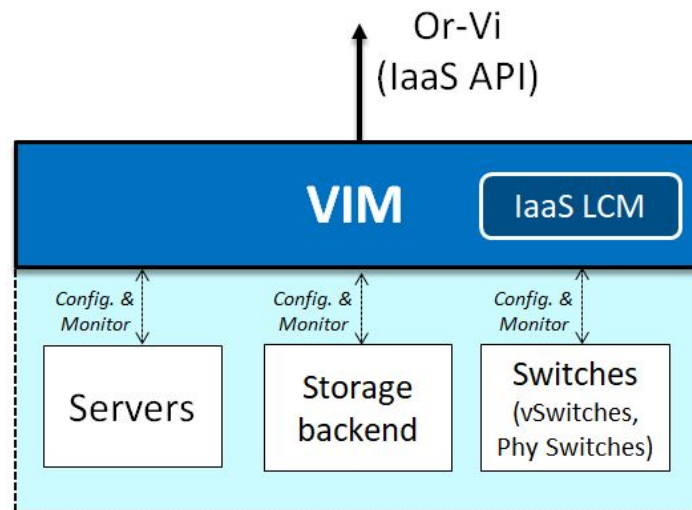 Or-Vi
(IaaS API)
VIM
IaaS LCM
Config. &
Monitor
Config. &
Monitor
Config. &
Monitor
Servers
Storage
backend
Switches
(vSwitches,
Phy Switches)